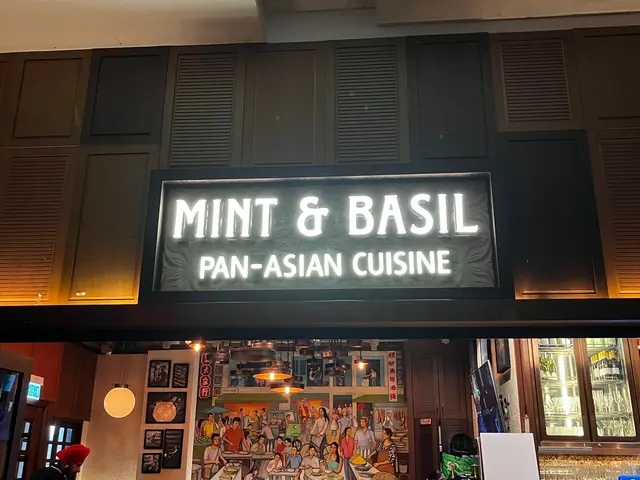 MINT & BASIL
PAN-ASIAN CUISINE